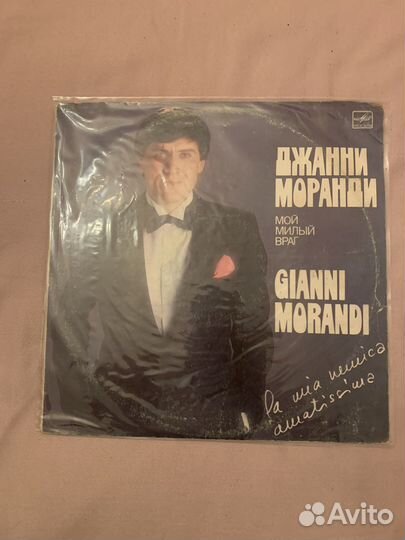 ДЖАННИ
МОРАНДИ
МОЙ
МИЛЫЙ
ВРАГ
GIANNI
MORANDI
la mia nemica
amatissima
Avito